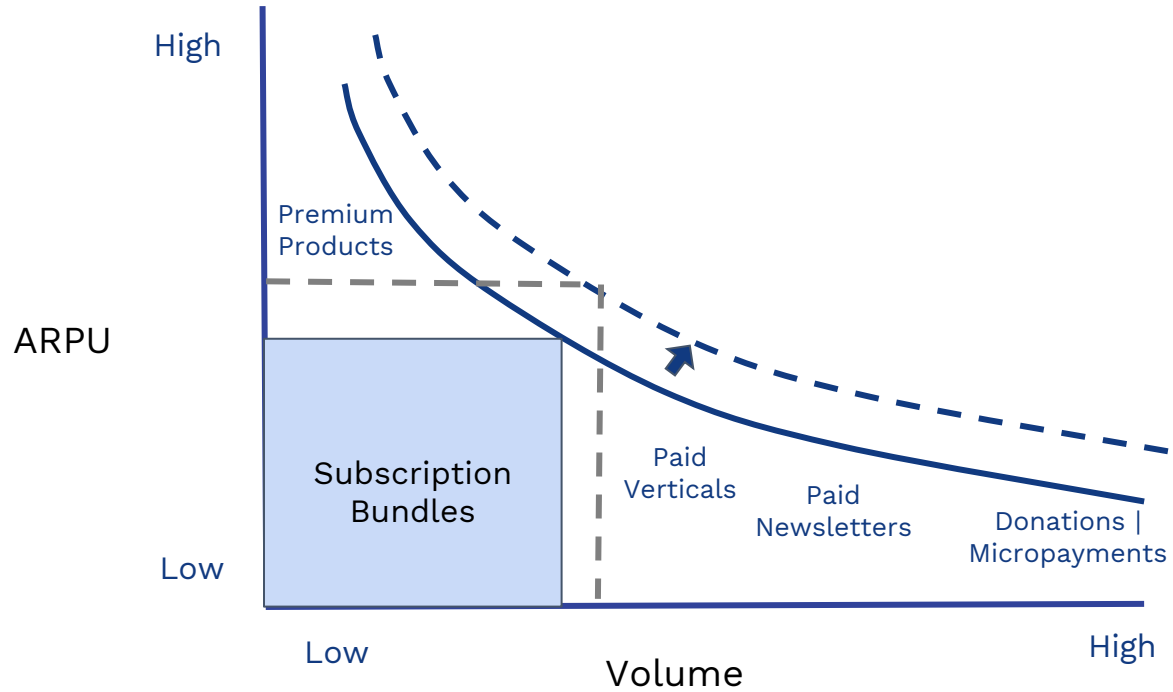 High
Premium
Products
ARPU
Subscription
Bundles
Paid
Verticals
Paid
Newsletters
Donations |
Micropayments
Low
Low
Volume
High